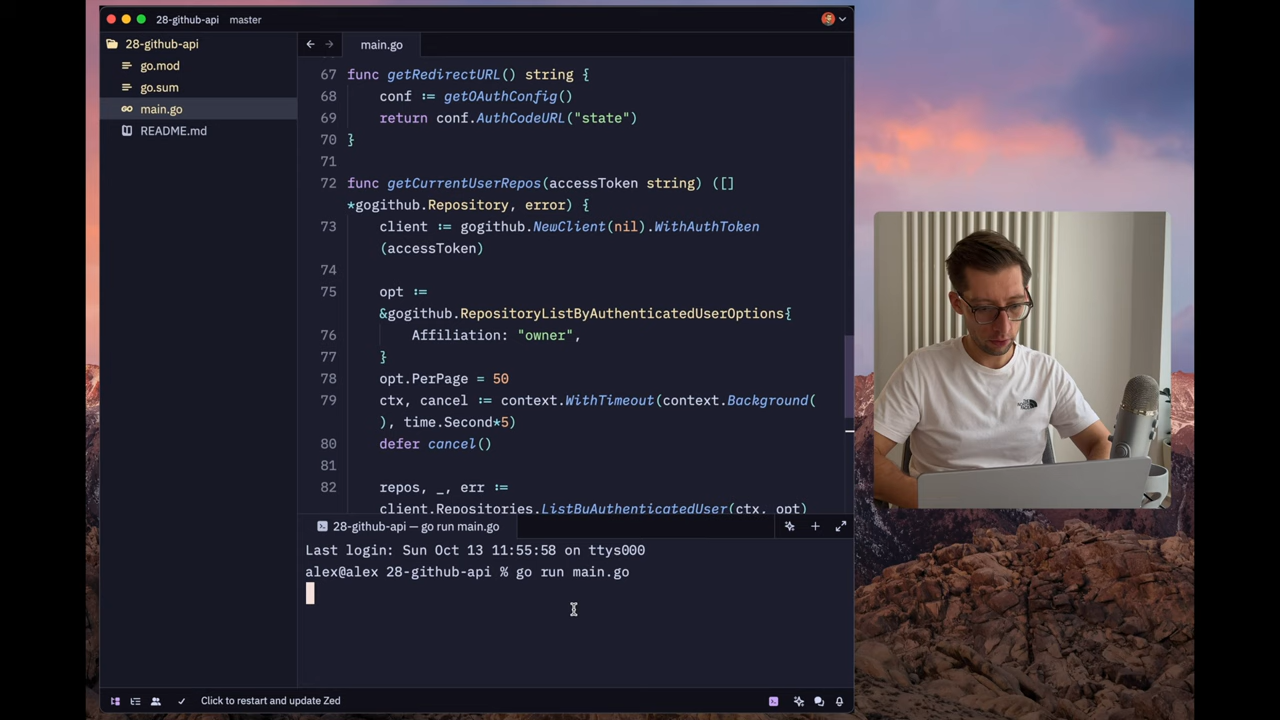 28-github-api master
28-github-api
go.mod
go.sum
main.go
README.md
main.go
67 func getRedirectURL() string {
68 conf := getOAuthConfig()
69 return conf.AuthCodeURL("state")
70 }
71
72 func getCurrentUserRepos(accessToken string) ([]
*gogithub.Repository, error) {
73 client := gogithub.NewClient(nil).WithAuthToken
(accessToken)
74
75 opt :=
&gogithub.RepositoryListByAuthenticatedUserOptions{
76 Affiliation: "owner",
77 }
78 opt.PerPage = 50
79 ctx, cancel := context.WithTimeout(context.Background(
), time.Second*5)
80 defer cancel()
81
82 repos, _, err :=
client.Repositories.ListByAuthenticatedUser(ctx, opt)
28-github-api — go run main.go
Last login: Sun Oct 13 11:55:58 on ttys000
alex@alex 28-github-api % go run main.go
Click to restart and update Zed